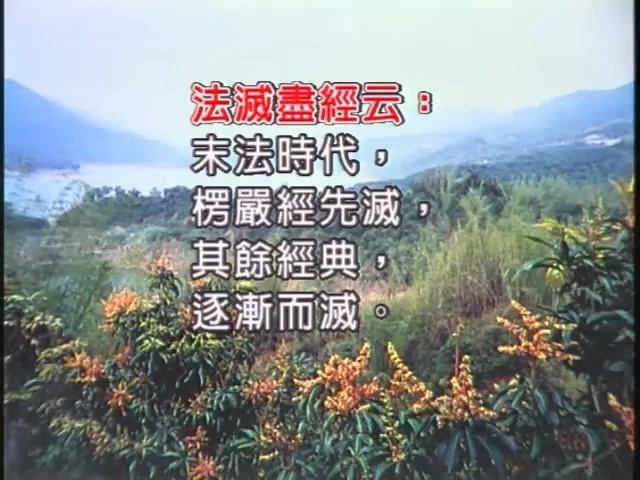 法滅盡經云：
末法時代，
楞嚴經先滅，
其餘經典，
逐漸而滅。